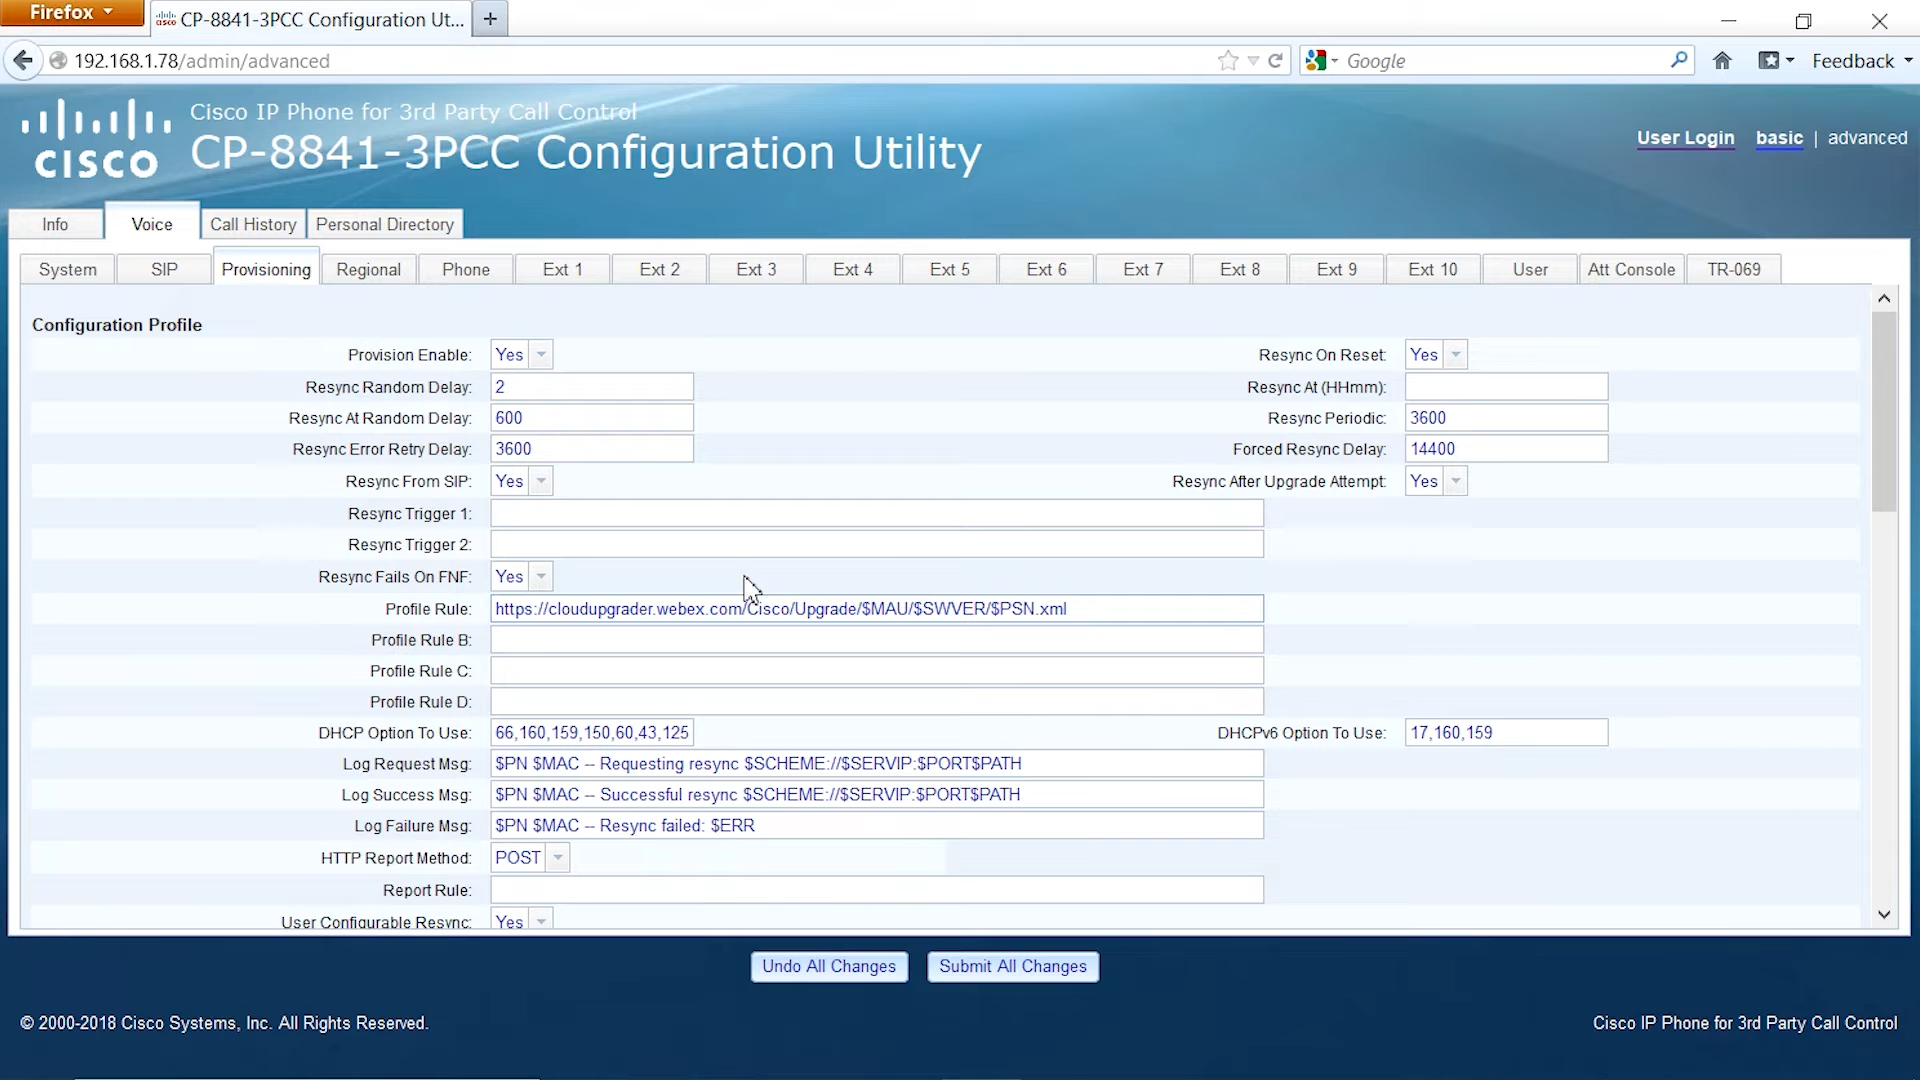 Firefox
CP-8841-3PCC Configuration Ut...
192.168.1.78/admin/advanced
Google
Feedback
Cisco IP Phone for 3rd Party Call Control
CISCO
CP-8841-3PCC Configuration Utility
User Login basic | advanced
Info Voice Call History Personal Directory
System SIP Provisioning Regional Phone Ext 1 Ext 2 Ext 3 Ext 4 Ext 5 Ext 6 Ext 7 Ext 8 Ext 9 Ext 10 User Att Console TR-069
Configuration Profile
Provision Enable: Yes Resync On Reset: Yes
Resync Random Delay: 2 Resync At (HHmm):
Resync At Random Delay: 600 Resync Periodic: 3600
Resync Error Retry Delay: 3600 Forced Resync Delay: 14400
Resync From SIP: Yes Resync After Upgrade Attempt: Yes
Resync Trigger 1:
Resync Trigger 2:
Resync Fails On FNF: Yes
Profile Rule: https://cloudupgrader.webex.com/Cisco/Upgrade/$MAU/$SWVER/$PSN.xml
Profile Rule B:
Profile Rule C:
Profile Rule D:
DHCP Option To Use: 66,160,159,150,60,43,125 DHCPv6 Option To Use: 17,160,159
Log Request Msg: $PN $MAC -- Requesting resync $SCHEME://$SERVIP:$PORT$PATH
Log Success Msg: $PN $MAC -- Successful resync $SCHEME://$SERVIP:$PORT$PATH
Log Failure Msg: $PN $MAC -- Resync failed: $ERR
HTTP Report Method: POST
Report Rule:
User Configurable Resync: Yes
Undo All Changes Submit All Changes
© 2000-2018 Cisco Systems, Inc. All Rights Reserved. Cisco IP Phone for 3rd Party Call Control